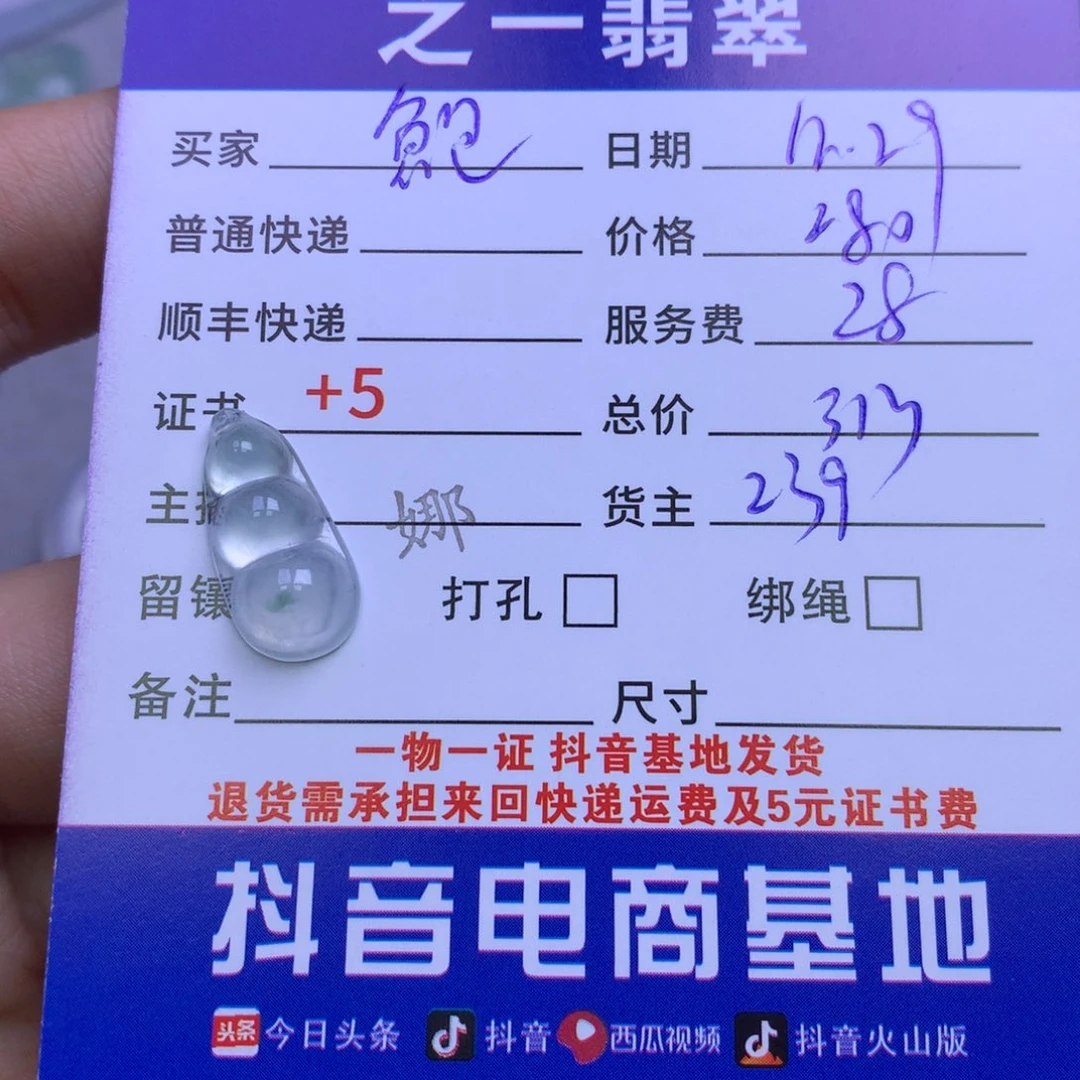 之一翡翠
买家 鲍 日期 12.29
普通快递 价格 280
顺丰快递 服务费 28
证书 +5 总价 313
主播 娜 货主 239
留镶 打孔 绑绳
备注 尺寸
一物一证 抖音基地发货
退货需承担来回快递运费及5元证书费
抖音电商基地
头条 今日头条 抖音 西瓜视频 抖音火山版